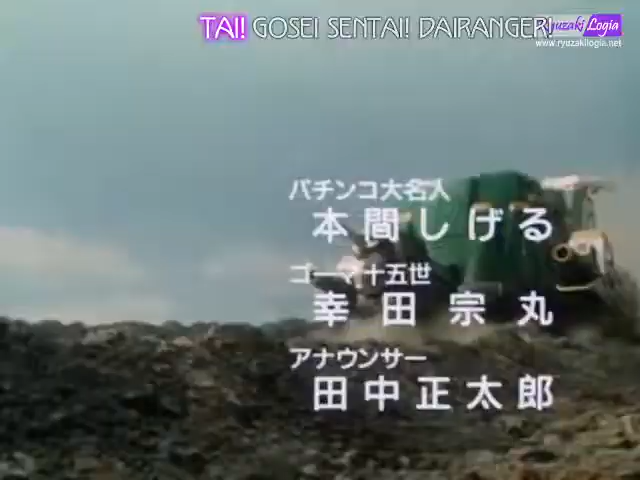 TAI! GOSEI SENTAI! DAIRANGER!
Ryuzaki Logia
www.ryuzakilogia.net
パチンコ大名人
本間しげる
ゴーマ十五世
幸田宗丸
アナウンサー
田中正太郎